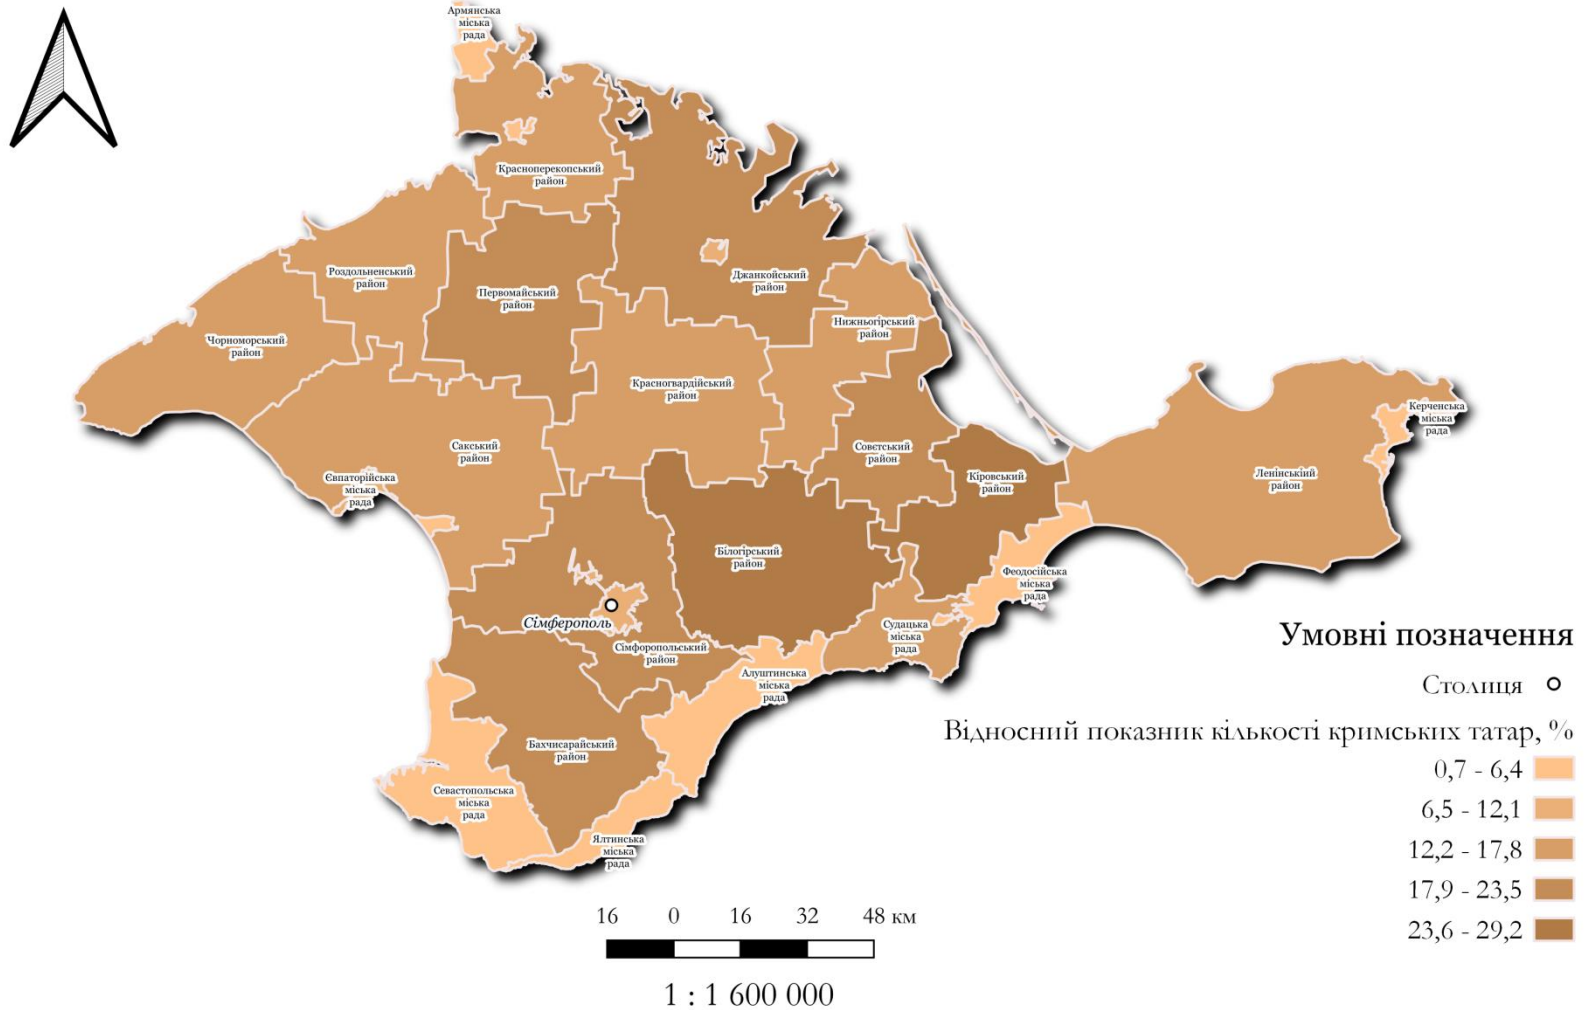 Армянська
міська
рада
Красноперекопський
район
Роздольненський
район
Первомайський
район
Джанкойський
район
Нижньогірський
район
Чорноморський
район
Красногвардійський
район
Керченська
міська
рада
Сакський
район
Совєтський
район
Кіровський
район
Ленінській
район
Євпаторійська
міська
рада
Білогірський
район
Феодосійська
міська
рада
Сімферополь
Судацька
міська
рада
Сімфоропольський
район
Алуштинська
міська
рада
Бахчисарайський
район
Севастопольська
міська
рада
Ялтинська
міська
рада
Умовні позначення
Столиця
Відносний показник кількості кримських татар, %
0,7 - 6,4
6,5 - 12,1
12,2 - 17,8
17,9 - 23,5
23,6 - 29,2
16 0 16 32 48 км
1 : 1 600 000